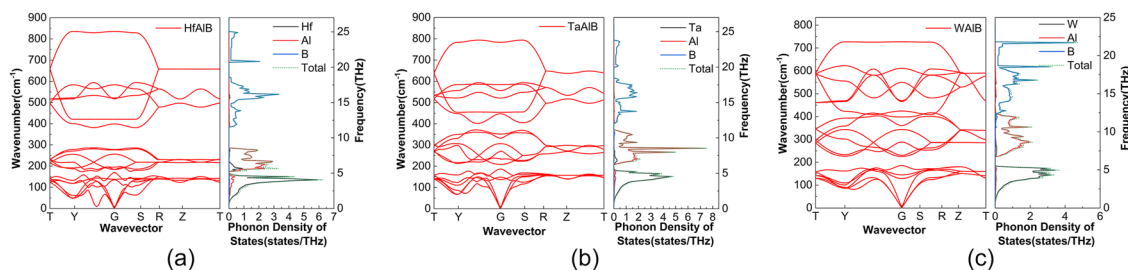 900
800
700
600
500
400
300
200
100
0
Wavenumber(cm⁻¹)
HfAlB
T Y G S R Z T
Wavevector
Hf
Al
B
Total
25
20
15
10
5
0
Frequency(THz)
0 1 2 3 4 5 6 7
Phonon Density of
States(states/THz)
(a)
900
800
700
600
500
400
300
200
100
0
Wavenumber(cm⁻¹)
TaAlB
T Y G S R Z T
Wavevector
Ta
Al
B
Total
25
20
15
10
5
0
Frequency(THz)
0 1 2 3 4 5 6 7 8
Phonon Density of
States(states/THz)
(b)
800
700
600
500
400
300
200
100
0
Wavenumber(cm⁻¹)
WAlB
T Y G S R Z T
Wavevector
W
Al
B
Total
25
20
15
10
5
0
Frequency(THz)
0 2 4 6
Phonon Density of
States(states/THz)
(c)